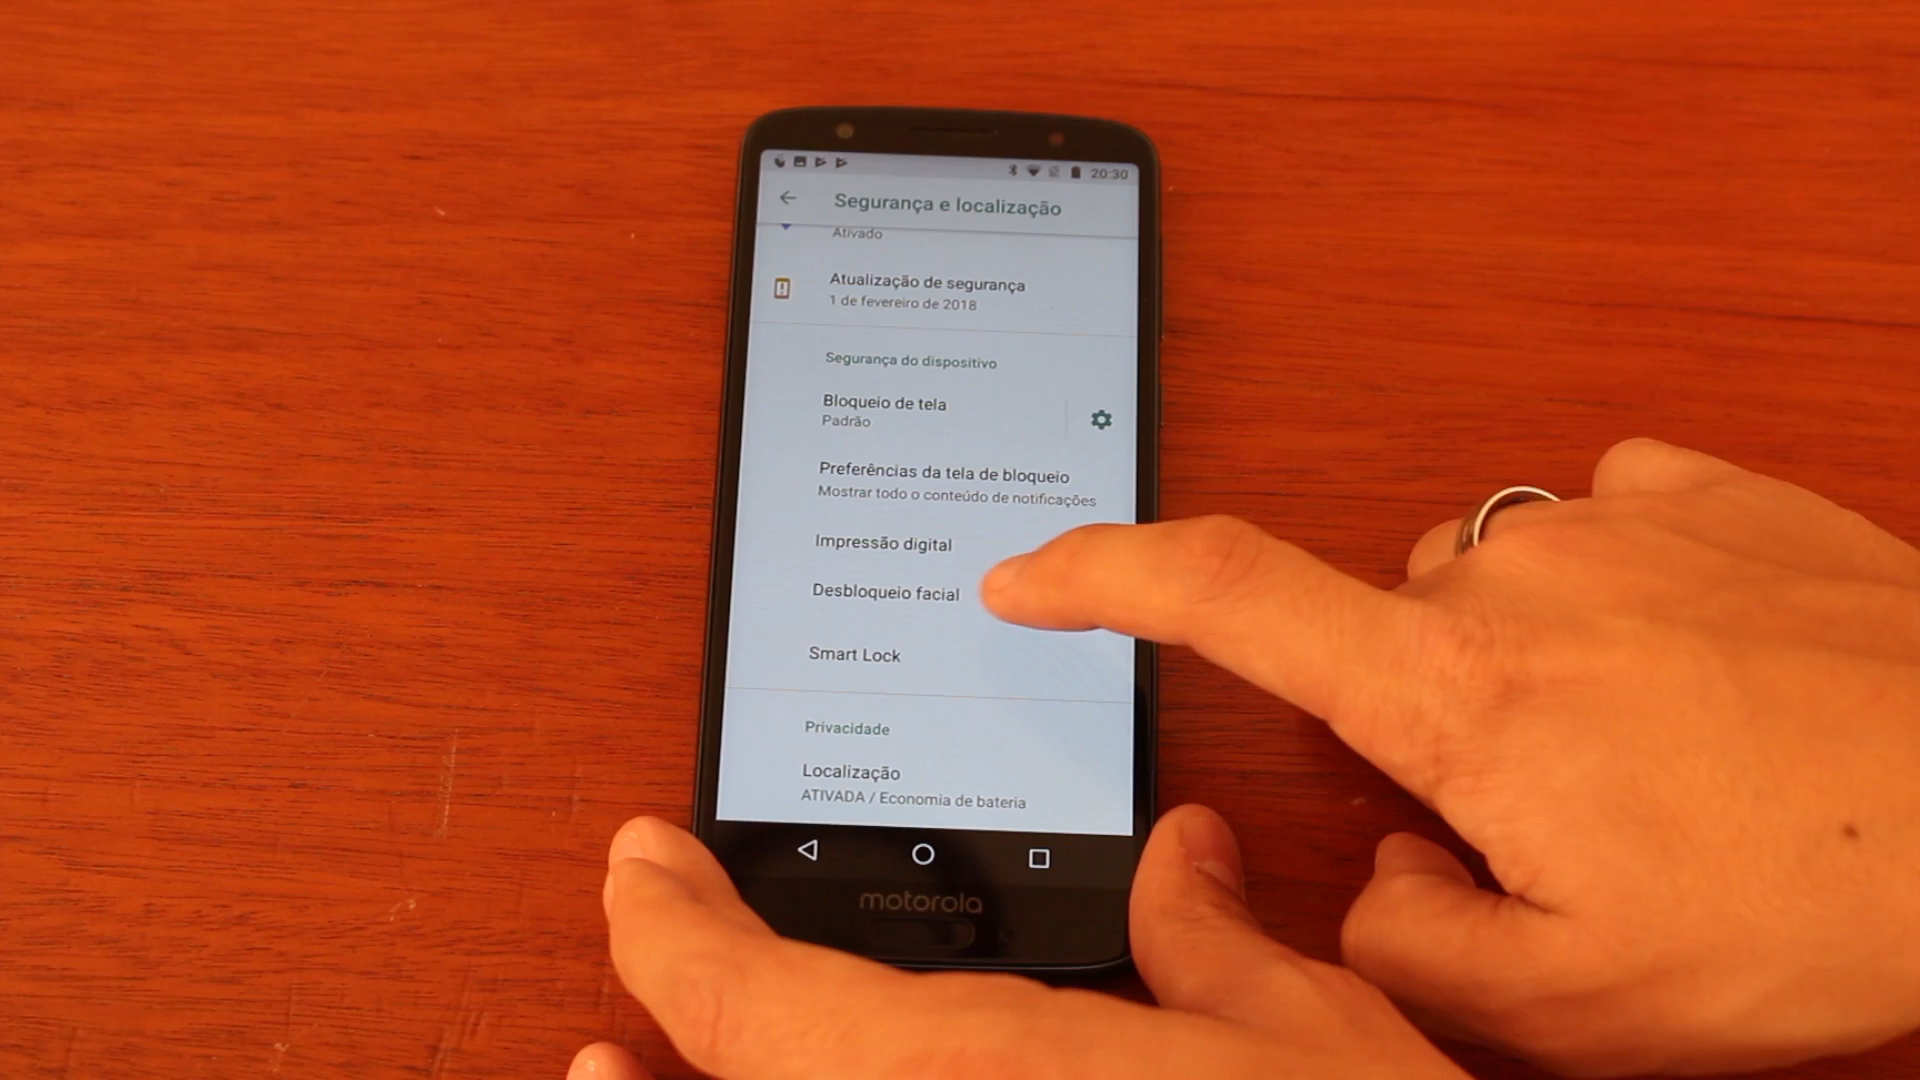 20:30
Segurança e localização
Ativado
Atualização de segurança
1 de fevereiro de 2018
Segurança do dispositivo
Bloqueio de tela
Padrão
Preferências da tela de bloqueio
Mostrar todo o conteúdo de notificações
Impressão digital
Desbloqueio facial
Smart Lock
Privacidade
Localização
ATIVADA / Economia de bateria
motorola